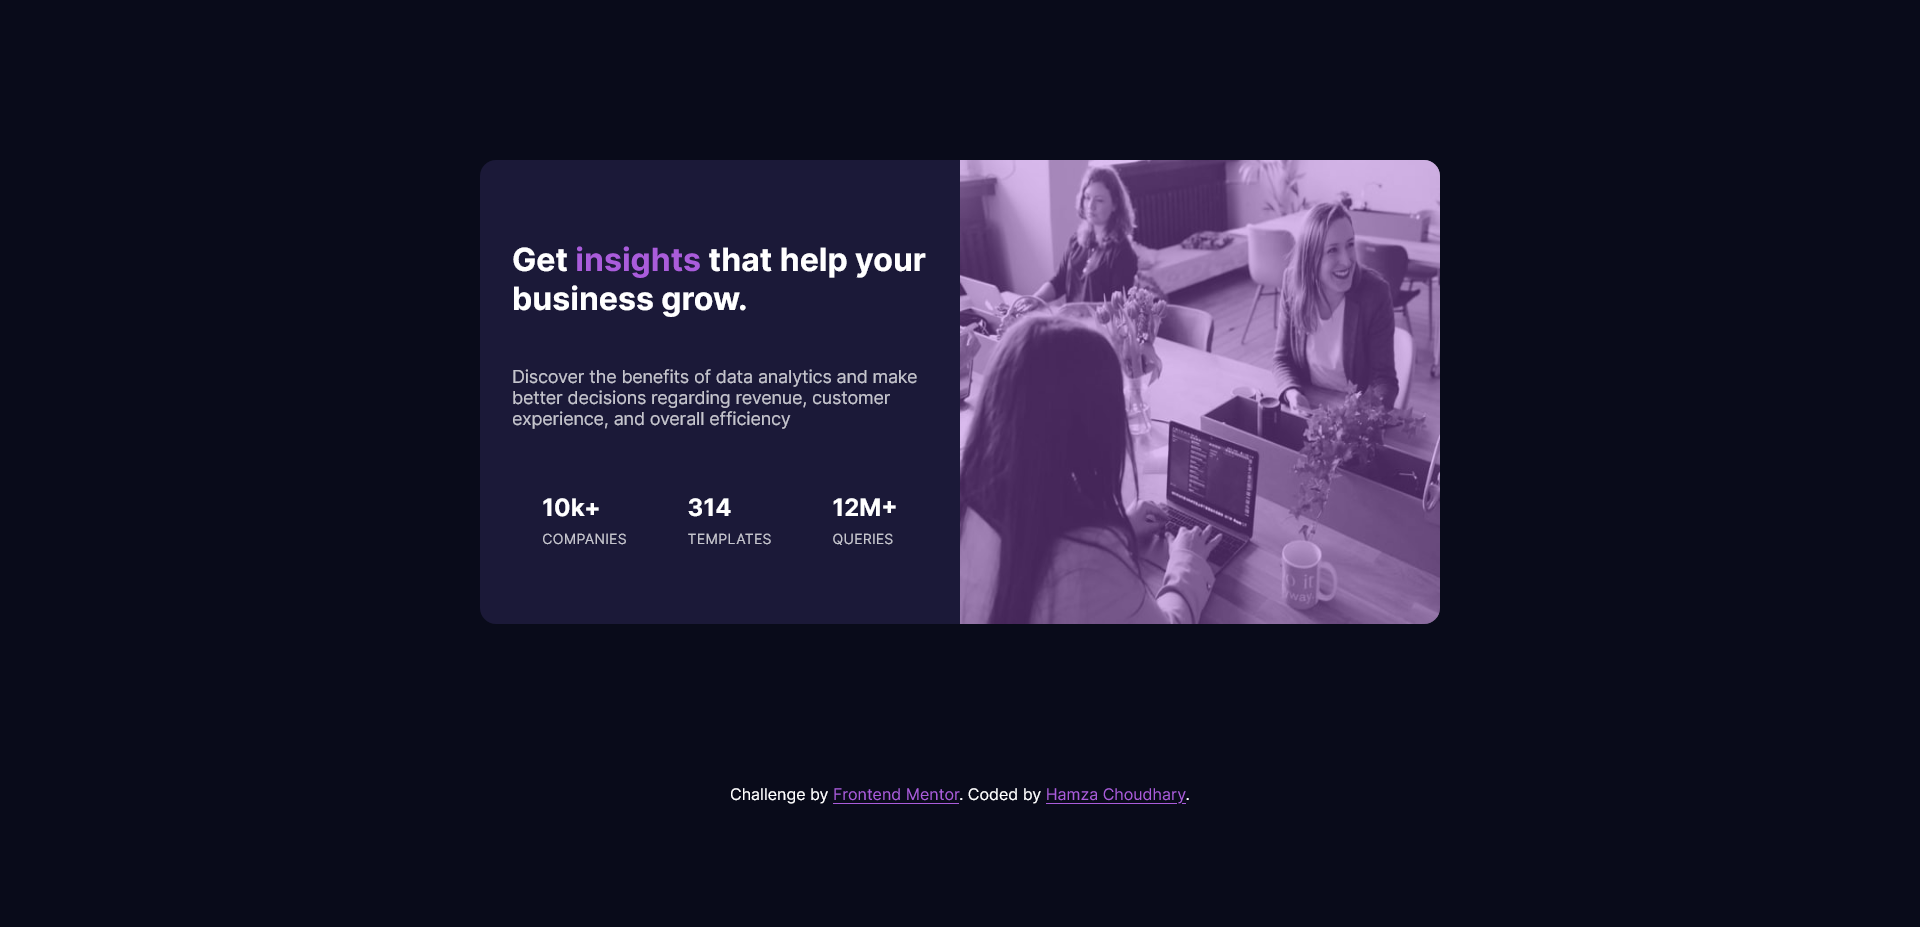 Get insights that help your
business grow.
Discover the benefits of data analytics and make
better decisions regarding revenue, customer
experience, and overall efficiency
10k+
COMPANIES
314
TEMPLATES
12M+
QUERIES
Challenge by Frontend Mentor. Coded by Hamza Choudhary.